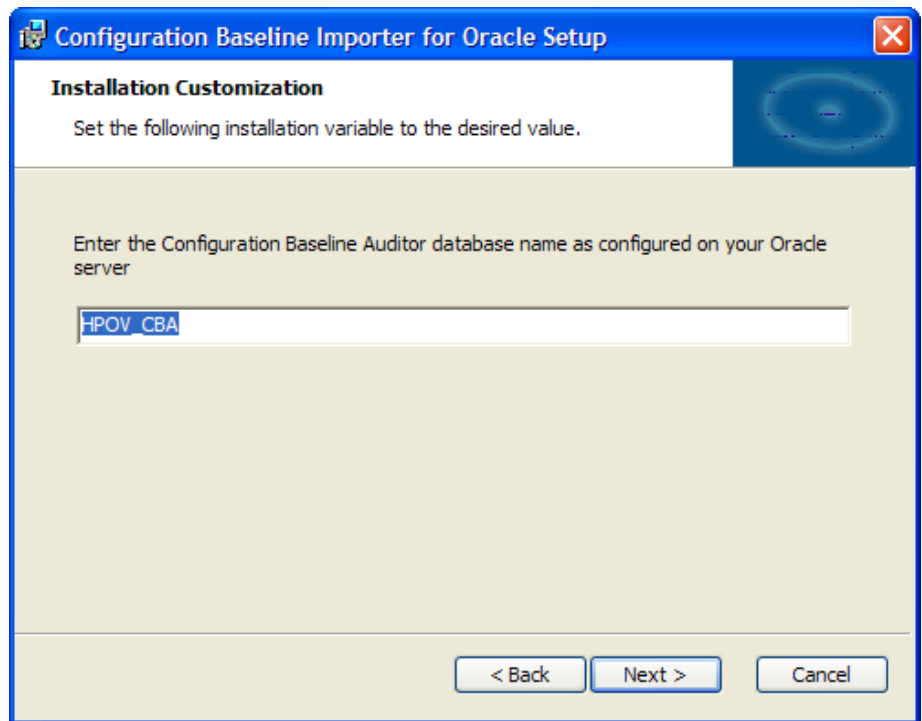 Configuration Baseline Importer for Oracle Setup
Installation Customization
Set the following installation variable to the desired value.
Enter the Configuration Baseline Auditor database name as configured on your Oracle
server
HPOV_CBA
< Back Next > Cancel